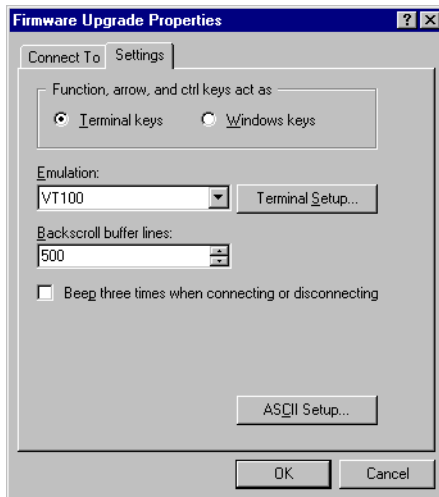 Firmware Upgrade Properties
Connect To Settings
Function, arrow, and ctrl keys act as
Terminal keys Windows keys
Emulation:
VT100 Terminal Setup...
Backscroll buffer lines:
500
Beep three times when connecting or disconnecting
ASCII Setup...
OK Cancel